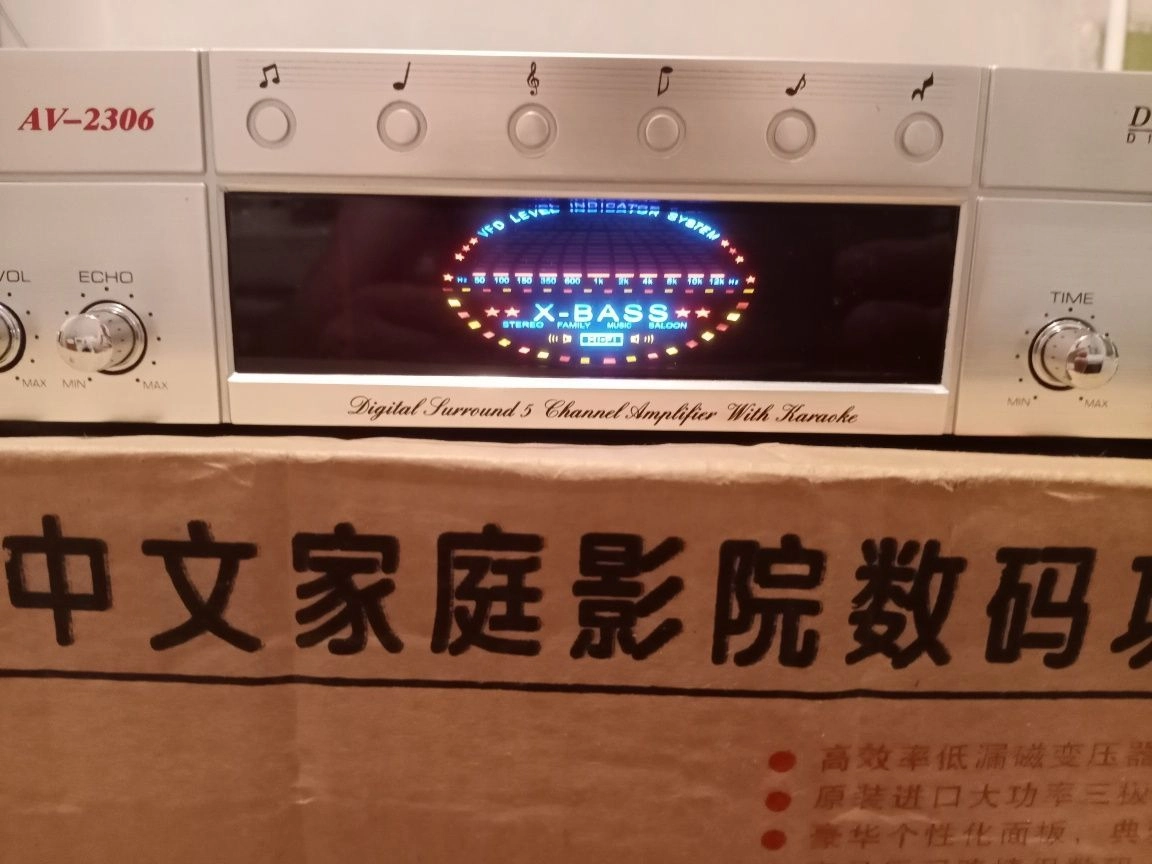 AV-2306
VOL
ECHO
MAX
MIN
MAX
VFD LEVEL INDICATOR SYSTEM
Hz 50 100 150 350 600 1k 2k 4k 8k 10k 12k Hz
X-BASS
STEREO FAMILY MUSIC SALOON
TIME
MIN
MAX
Digital Surround 5 Channel Amplifier With Karaoke
中文家庭影院数码
高效率低漏磁变压器
原装进口大功率三极
豪华个性化面板、典